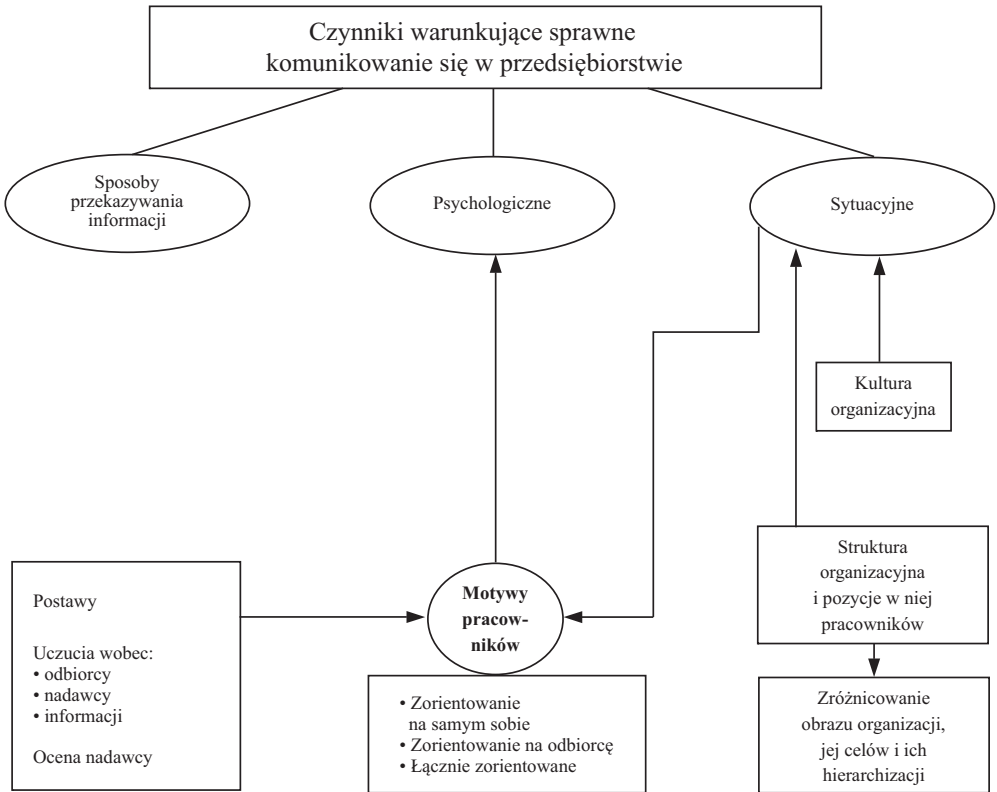 Czynniki warunkujące sprawne
komunikowanie się w przedsiębiorstwie
Sposoby
przekazywania
informacji
Psychologiczne
Sytuacyjne
Kultura
organizacyjna
Struktura
organizacyjna
i pozycje w niej
pracowników
Postawy
Uczucia wobec:
• odbiorcy
• nadawcy
• informacji
Ocena nadawcy
Motywy
pracow-
ników
• Zorientowanie
na samym sobie
• Zorientowanie na odbiorcę
• Łącznie zorientowane
Zróżnicowanie
obrazu organizacji,
jej celów i ich
hierarchizacji